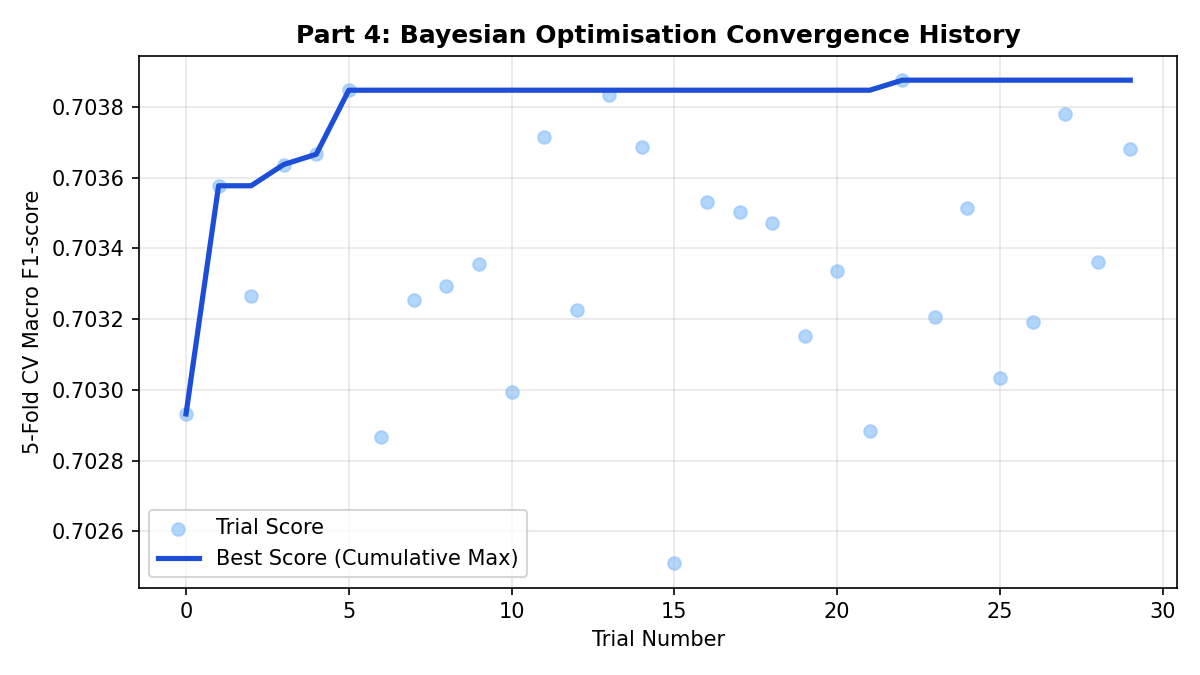 Part 4: Bayesian Optimisation Convergence History
5-Fold CV Macro F1-score
0.7038
0.7036
0.7034
0.7032
0.7030
0.7028
0.7026
Trial Score
Best Score (Cumulative Max)
0 5 10 15 20 25 30
Trial Number